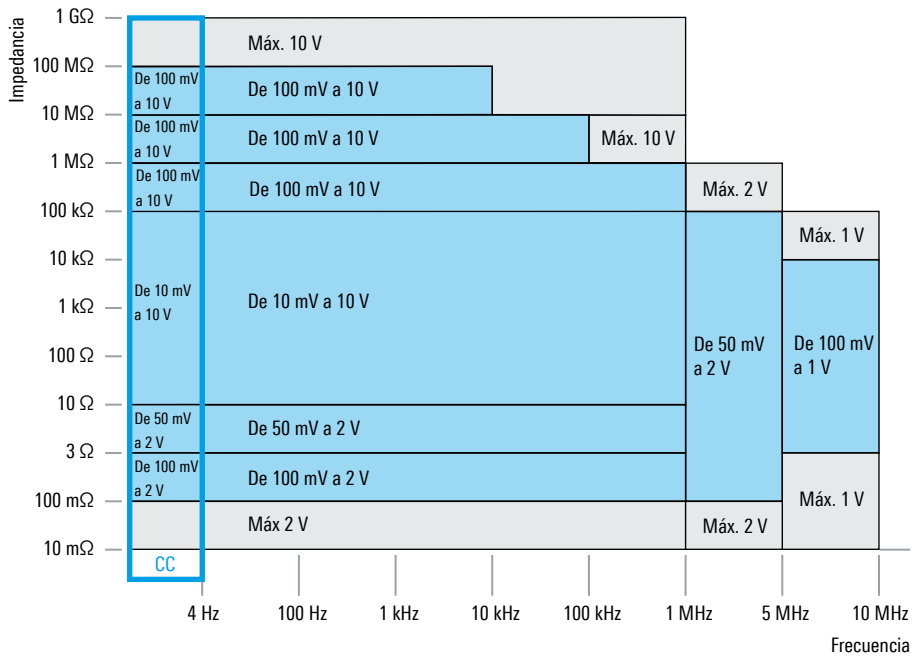 Impedancia
1 GΩ
Máx. 10 V
100 MΩ
De 100 mV
a 10 V
De 100 mV a 10 V
10 MΩ
De 100 mV
a 10 V
De 100 mV a 10 V
Máx. 10 V
1 MΩ
De 100 mV
a 10 V
De 100 mV a 10 V
Máx. 2 V
100 kΩ
Máx. 1 V
10 kΩ
De 10 mV
a 10 V
De 10 mV a 10 V
1 kΩ
De 50 mV
a 2 V
De 100 mV
a 1 V
100 Ω
10 Ω
De 50 mV
a 2 V
De 50 mV a 2 V
3 Ω
De 100 mV
a 2 V
De 100 mV a 2 V
Máx. 1 V
100 mΩ
Máx 2 V
Máx. 2 V
10 mΩ
CC
4 Hz
100 Hz
1 kHz
10 kHz
100 kHz
1 MHz
5 MHz
10 MHz
Frecuencia